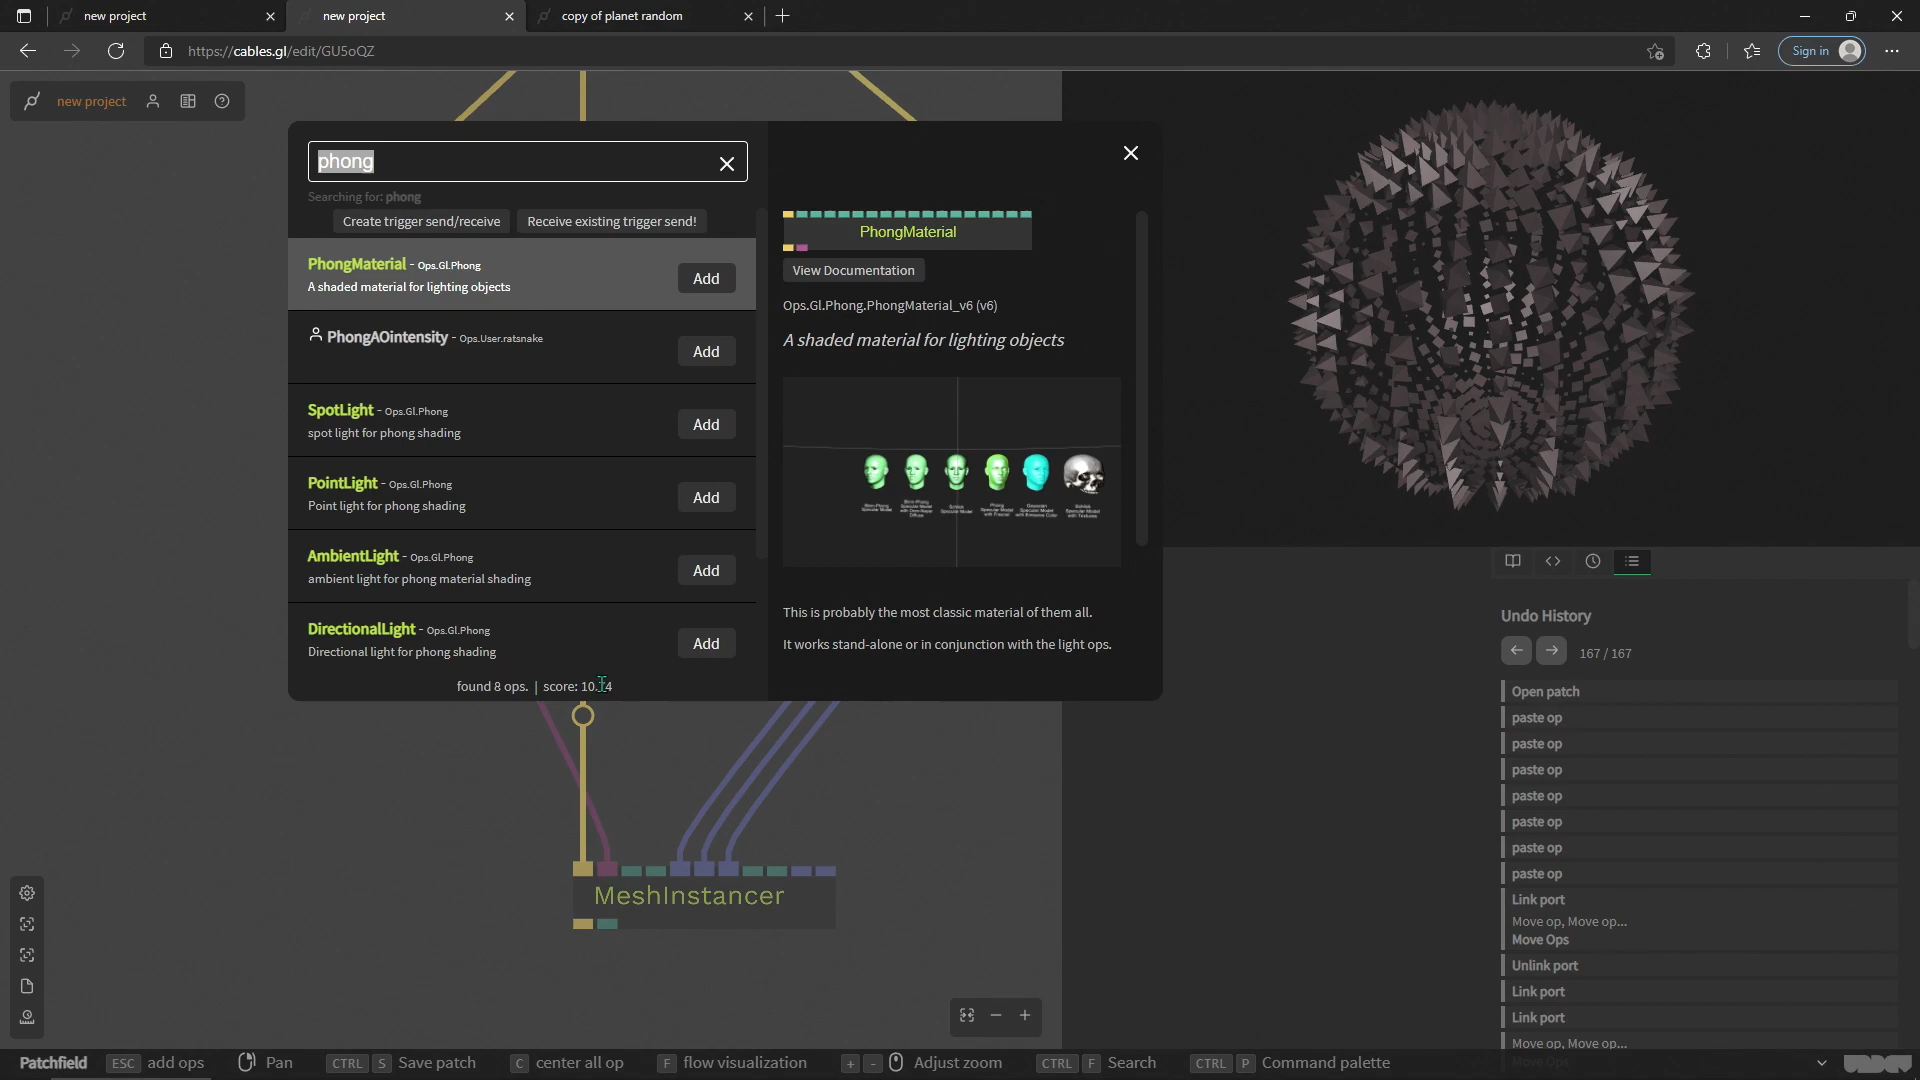 new project
new project
copy of planet random
https://cables.gl/edit/GU5oQZ
Sign in
new project
phong
Searching for: phong
Create trigger send/receive
Receive existing trigger send!
PhongMaterial - Ops.Gl.Phong
A shaded material for lighting objects
Add
PhongAOintensity - Ops.User.ratsnake
Add
SpotLight - Ops.Gl.Phong
spot light for phong shading
Add
PointLight - Ops.Gl.Phong
Point light for phong shading
Add
AmbientLight - Ops.Gl.Phong
ambient light for phong material shading
Add
DirectionalLight - Ops.Gl.Phong
Directional light for phong shading
Add
found 8 ops. | score: 10.14
PhongMaterial
View Documentation
Ops.Gl.Phong.PhongMaterial_v6 (v6)
A shaded material for lighting objects
This is probably the most classic material of them all.
It works stand-alone or in conjunction with the light ops.
MeshInstancer
Undo History
167 / 167
Open patch
paste op
paste op
paste op
paste op
paste op
paste op
paste op
Link port
Move op, Move op...
Move Ops
Unlink port
Link port
Link port
Move op, Move op...
Move Ops
Patchfield ESC add ops Pan CTRL S Save patch C center all op F flow visualization + - Adjust zoom CTRL F Search CTRL P Command palette